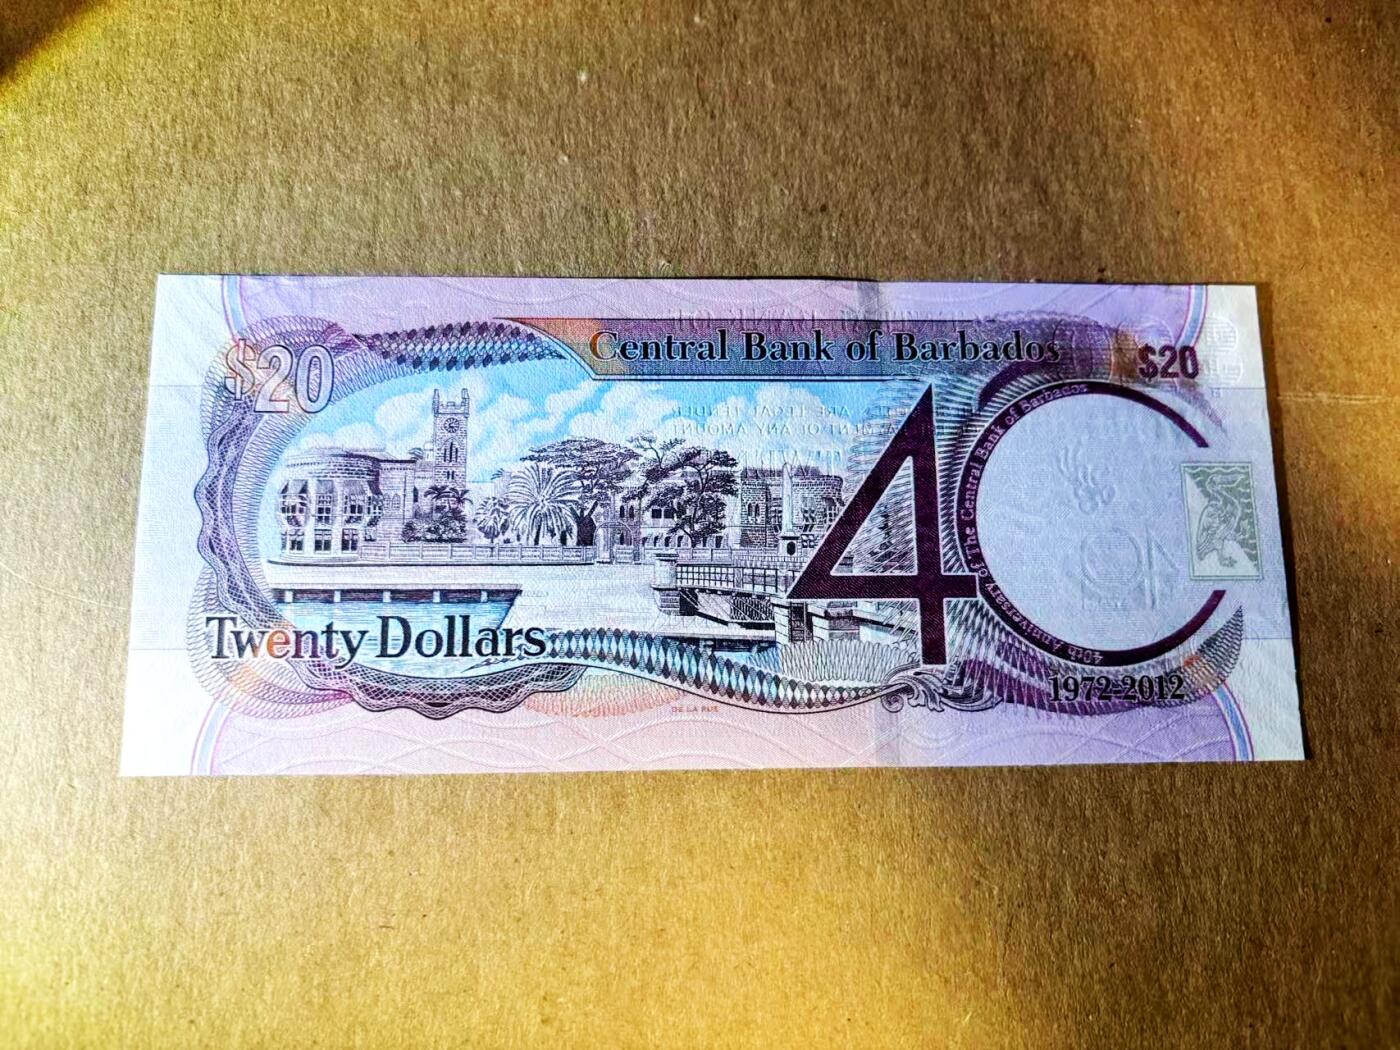 $20
Central Bank of Barbados
$20
40
40th Anniversary of The Central Bank of Barbados
Twenty Dollars
1972-2012
DE LA RUE